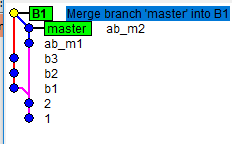 B1 Merge branch 'master' into B1
master ab_m2
ab_m1
b3
b2
b1
2
1